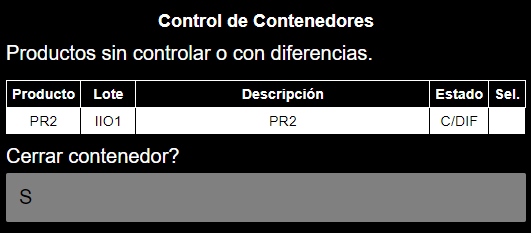 Control de Contenedores
Productos sin controlar o con diferencias.
Producto Lote Descripción Estado Sel.
PR2 IIO1 PR2 C/DIF
Cerrar contenedor?
S